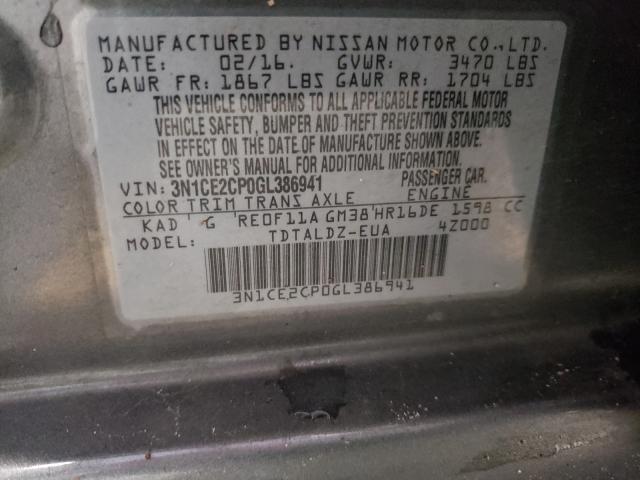 MANUFACTURED BY NISSAN MOTOR CO., LTD.
DATE: 02/16. GVWR: 3470 LBS
GAWR FR: 1867 LBS GAWR RR: 1704 LBS
THIS VEHICLE CONFORMS TO ALL APPLICABLE FEDERAL MOTOR
VEHICLE SAFETY, BUMPER AND THEFT PREVENTION STANDARDS
IN EFFECT ON THE DATE OF MANUFACTURE SHOWN ABOVE.
SEE OWNER'S MANUAL FOR ADDITIONAL INFORMATION.
VIN: 3N1CE2CP0GL386941 PASSENGER CAR.
COLOR TRIM TRANS AXLE ENGINE
KAD G RE0F11A GM38 HR16DE 1598 CC
MODEL: TDTALDZ-EUA 4Z000
3N1CE2CP0GL386941